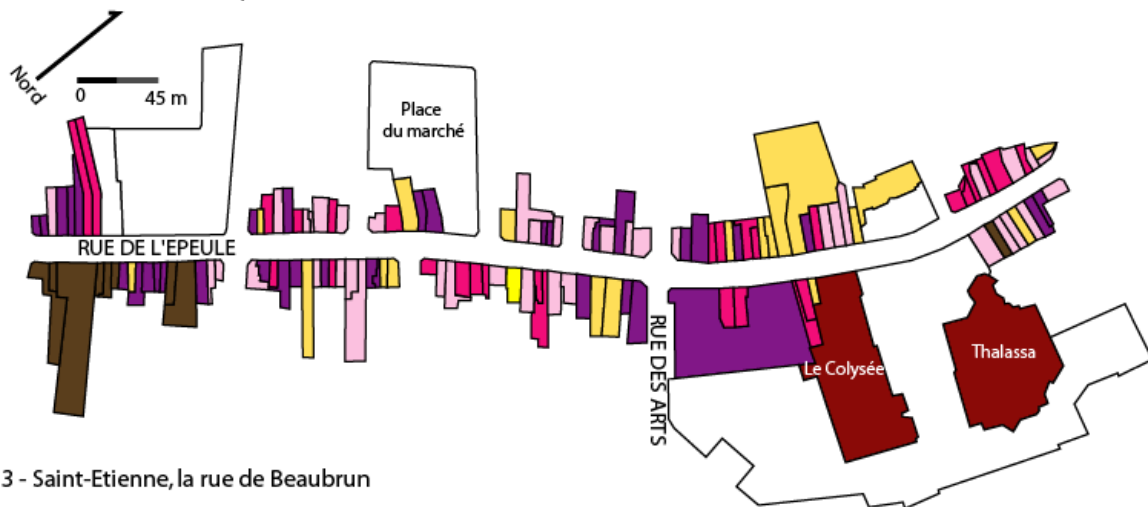 Nord
0 45 m
Place
du marché
RUE DE L'EPEULE
RUE DES ARTS
Le Colysée
Thalassa
3 - Saint-Etienne, la rue de Beaubrun